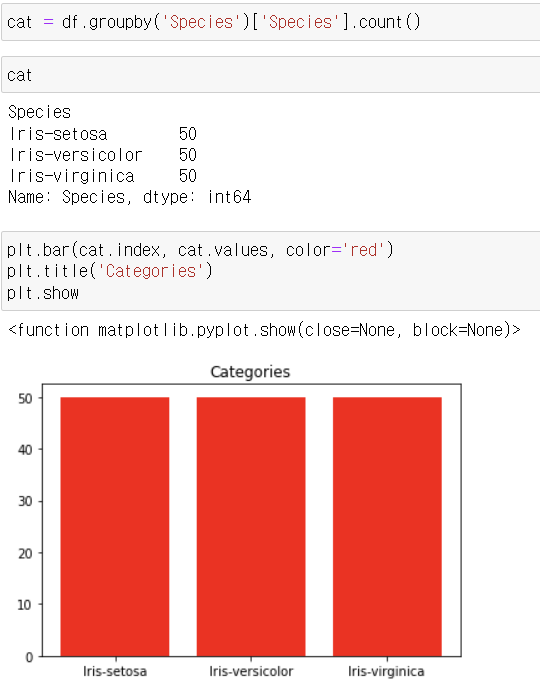 cat = df.groupby('Species')['Species'].count()
cat
Species
Iris-setosa 50
Iris-versicolor 50
Iris-virginica 50
Name: Species, dtype: int64
plt.bar(cat.index, cat.values, color='red')
plt.title('Categories')
plt.show
<function matplotlib.pyplot.show(close=None, block=None)>
Categories
50
40
30
20
10
0
Iris-setosa Iris-versicolor Iris-virginica